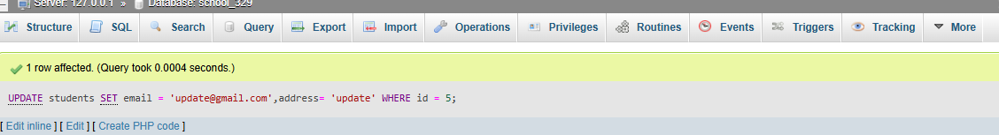 Server: 127.0.0.1 » Database: school_329
Structure SQL Search Query Export Import Operations Privileges Routines Events Triggers Tracking More
1 row affected. (Query took 0.0004 seconds.)
UPDATE students SET email = 'update@gmail.com',address= 'update' WHERE id = 5;
[ Edit inline ] [ Edit ] [ Create PHP code ]